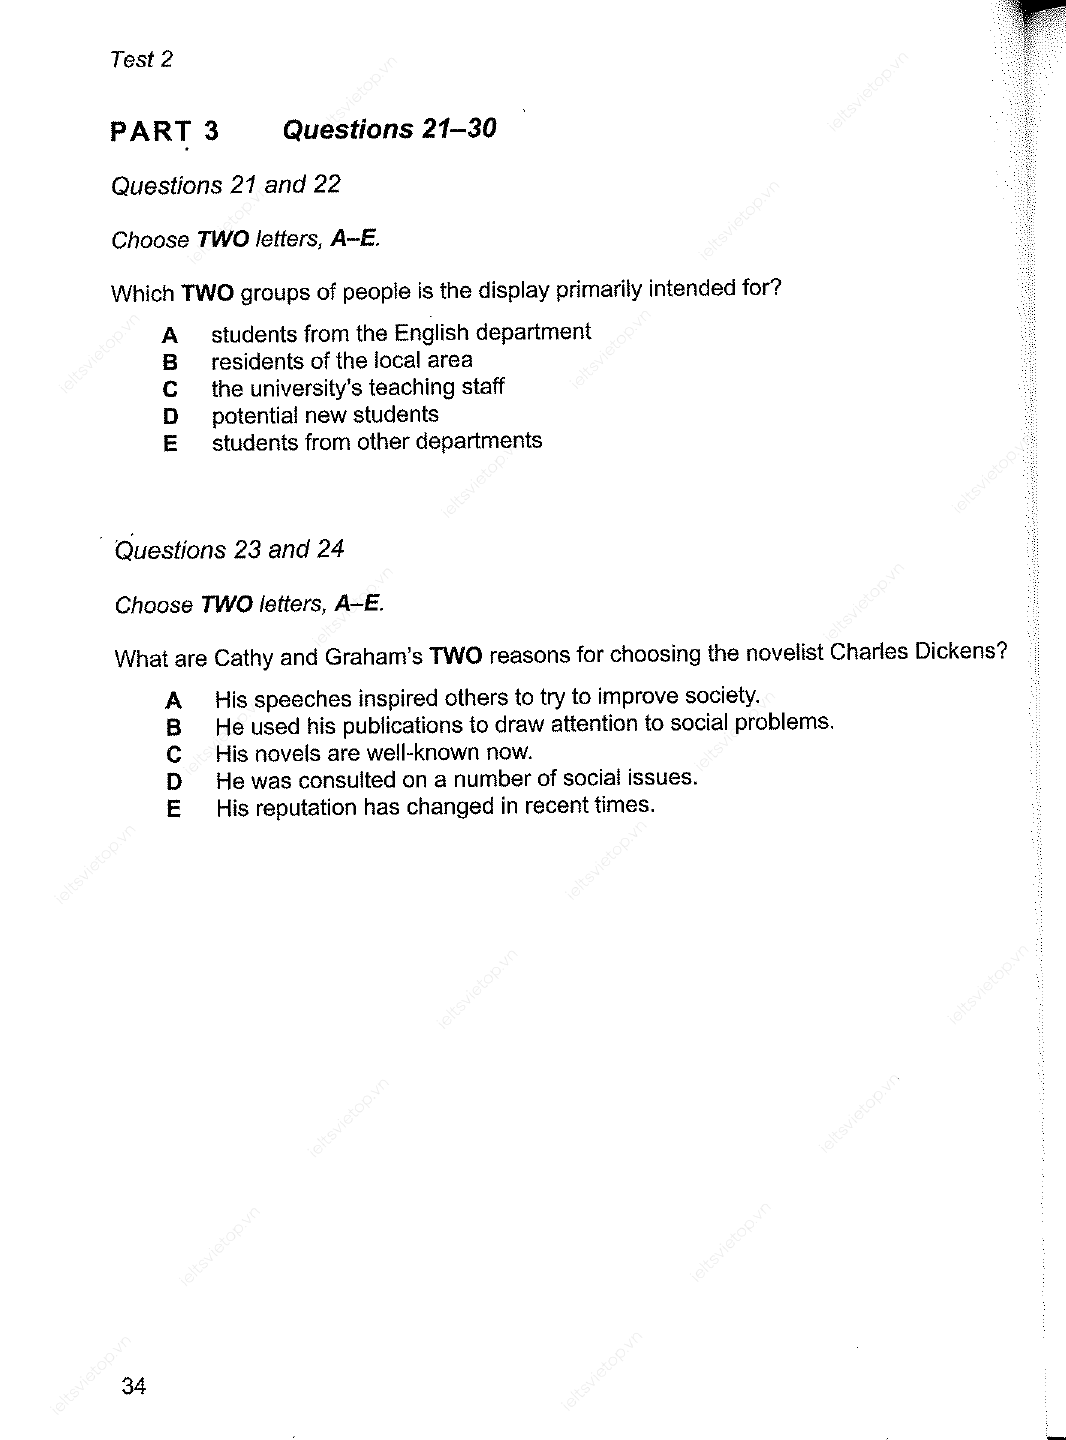 Test 2
PART 3 Questions 21–30
Questions 21 and 22
Choose TWO letters, A–E.
Which TWO groups of people is the display primarily intended for?
A students from the English department
B residents of the local area
C the university's teaching staff
D potential new students
E students from other departments
Questions 23 and 24
Choose TWO letters, A–E.
What are Cathy and Graham's TWO reasons for choosing the novelist Charles Dickens?
A His speeches inspired others to try to improve society.
B He used his publications to draw attention to social problems.
C His novels are well-known now.
D He was consulted on a number of social issues.
E His reputation has changed in recent times.
34
ieltsvietop.vn